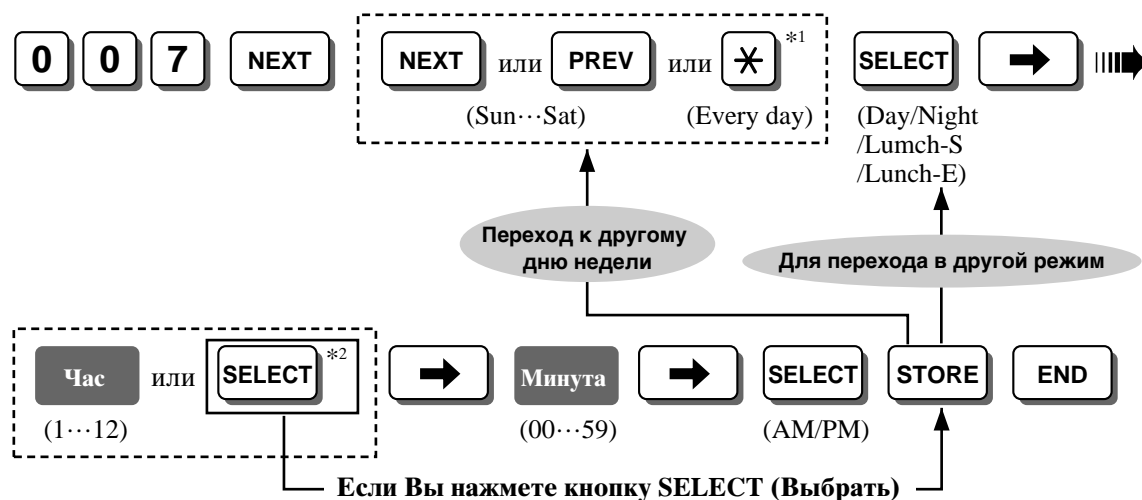 0 0 7 NEXT NEXT или PREV или ✳ *1 SELECT ➡
(Sun···Sat) (Every day) (Day/Night
/Lumch-S
/Lunch-E)
Переход к другому
дню недели
Для перехода в другой режим
Час или SELECT *2 ➡ Минута ➡ SELECT STORE END
(1···12) (00···59) (AM/PM)
Если Вы нажмете кнопку SELECT (Выбрать)